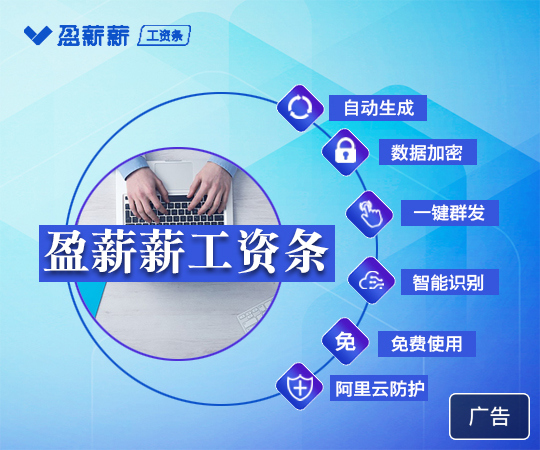 盈薪薪 工资条
自动生成
数据加密
一键群发
盈薪薪工资条
智能识别
免 免费使用
阿里云防护
广告